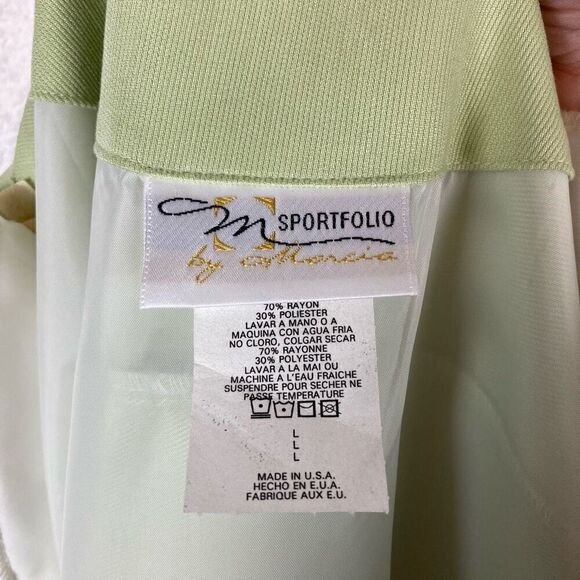 M SPORTFOLIO
by Marcia
70% RAYON
30% POLIESTER
LAVAR A MANO O A
MAQUINA CON AGUA FRIA
NO CLORO, COLGAR SECAR
70% RAYONNE
30% POLYESTER
LAVER A LA MAI OU
MACHINE A L'EAU FRAICHE
SUSPENDRE POUR SECHER NE
PASSE TEMPERATURE
L
L
L
MADE IN U.S.A.
HECHO EN E.U.A.
FABRIQUE AUX E.U.